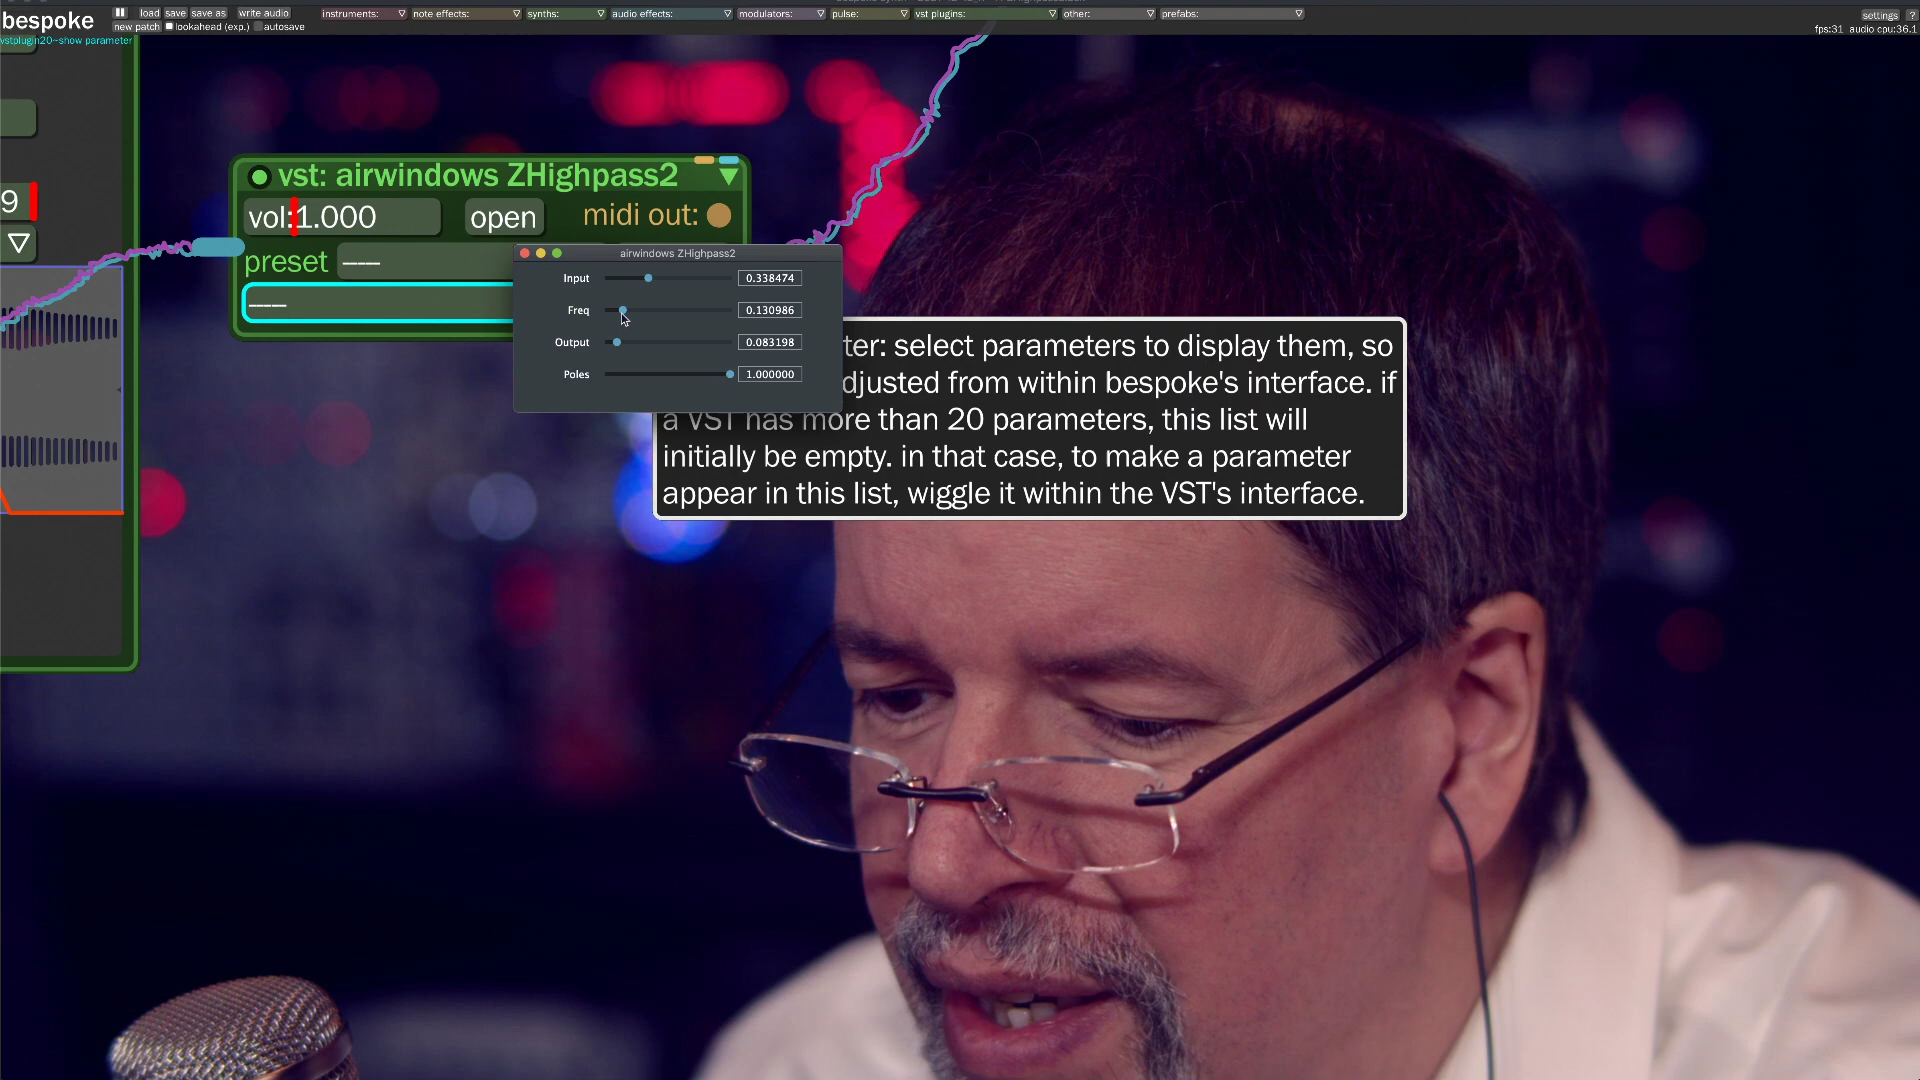 bespoke
load save save as write audio
new patch lookahead (exp.) autosave
instruments: note effects: synths: audio effects: modulators: pulse: vst plugins: other: prefabs:
settings ?
fps:31 audio cpu:36.1
vstplugin20~show parameter
9
vst: airwindows ZHighpass2
vol:1.000 open midi out:
preset
airwindows ZHighpass2
Input 0.338474
Freq 0.130986
Output 0.083198
Poles 1.000000
ter: select parameters to display them, so
djusted from within bespoke's interface. if
a VST has more than 20 parameters, this list will
initially be empty. in that case, to make a parameter
appear in this list, wiggle it within the VST's interface.